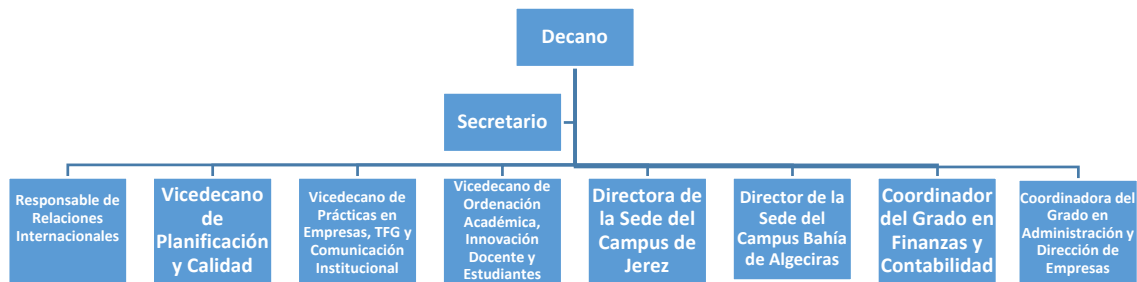 Decano
Secretario
Responsable de
Relaciones
Internacionales
Vicedecano
de
Planificación
y Calidad
Vicedecano de
Prácticas en
Empresas, TFG y
Comunicación
Institucional
Vicedecano de
Ordenación
Académica,
Innovación
Docente y
Estudiantes
Directora de
la Sede del
Campus de
Jerez
Director de la
Sede del
Campus Bahía
de Algeciras
Coordinador
del Grado en
Finanzas y
Contabilidad
Coordinadora del
Grado en
Administración y
Dirección de
Empresas